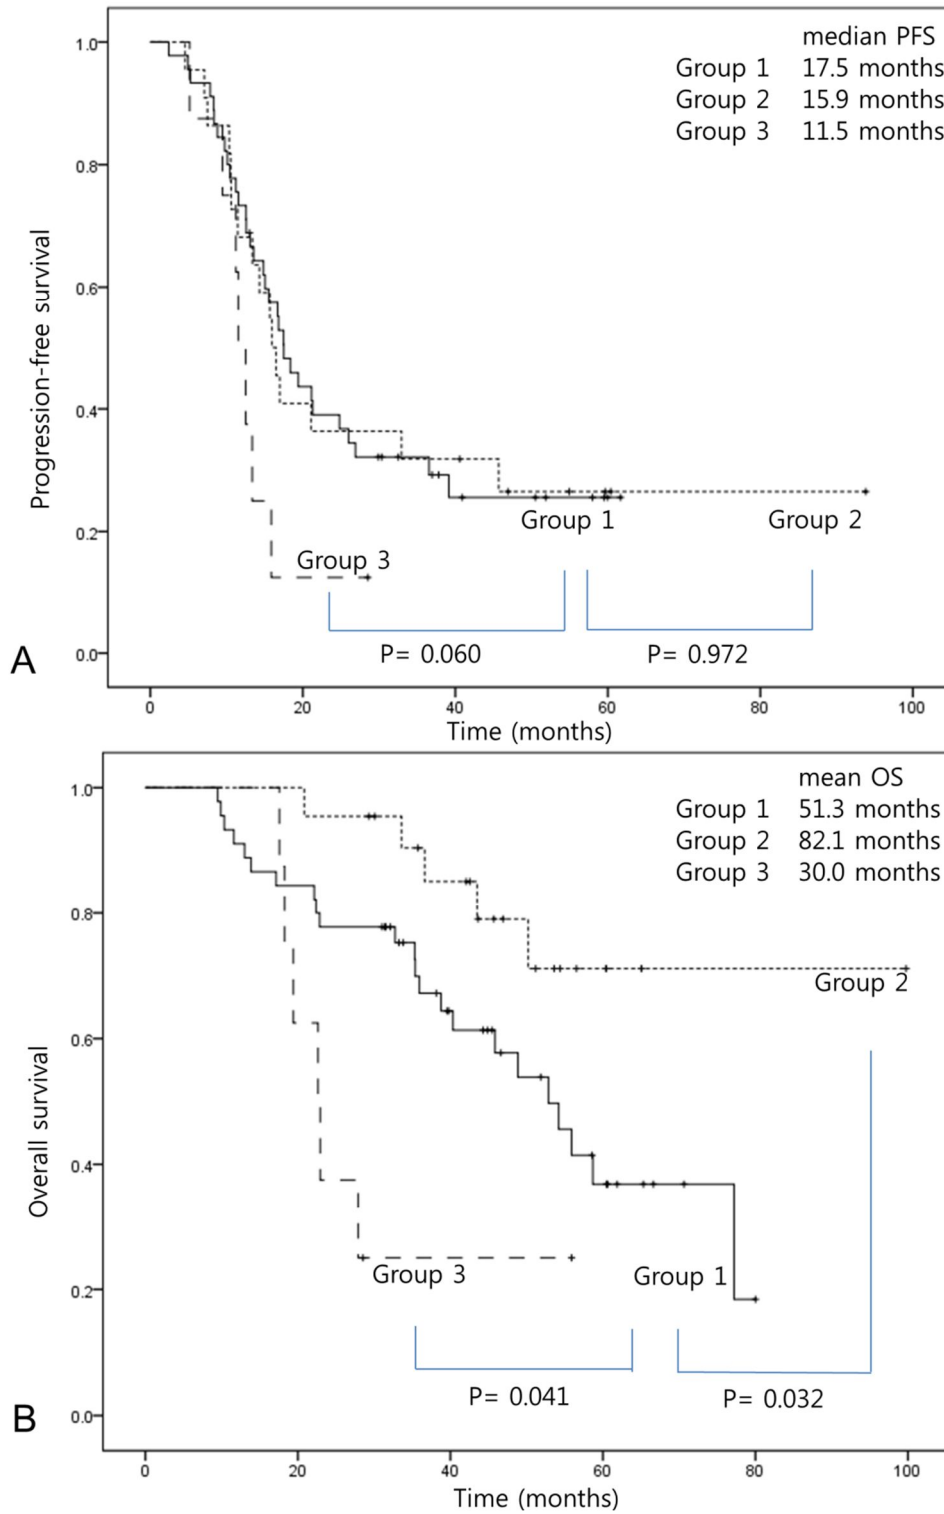 median PFS
Group 1 17.5 months
Group 2 15.9 months
Group 3 11.5 months
1.0
0.8
0.6
0.4
0.2
0.0
Progression-free survival
Group 1
Group 2
Group 3
P= 0.060
P= 0.972
A
0 20 40 60 80 100
Time (months)
mean OS
Group 1 51.3 months
Group 2 82.1 months
Group 3 30.0 months
1.0
0.8
0.6
0.4
0.2
0.0
Overall survival
Group 2
Group 3
Group 1
P= 0.041
P= 0.032
B
0 20 40 60 80 100
Time (months)